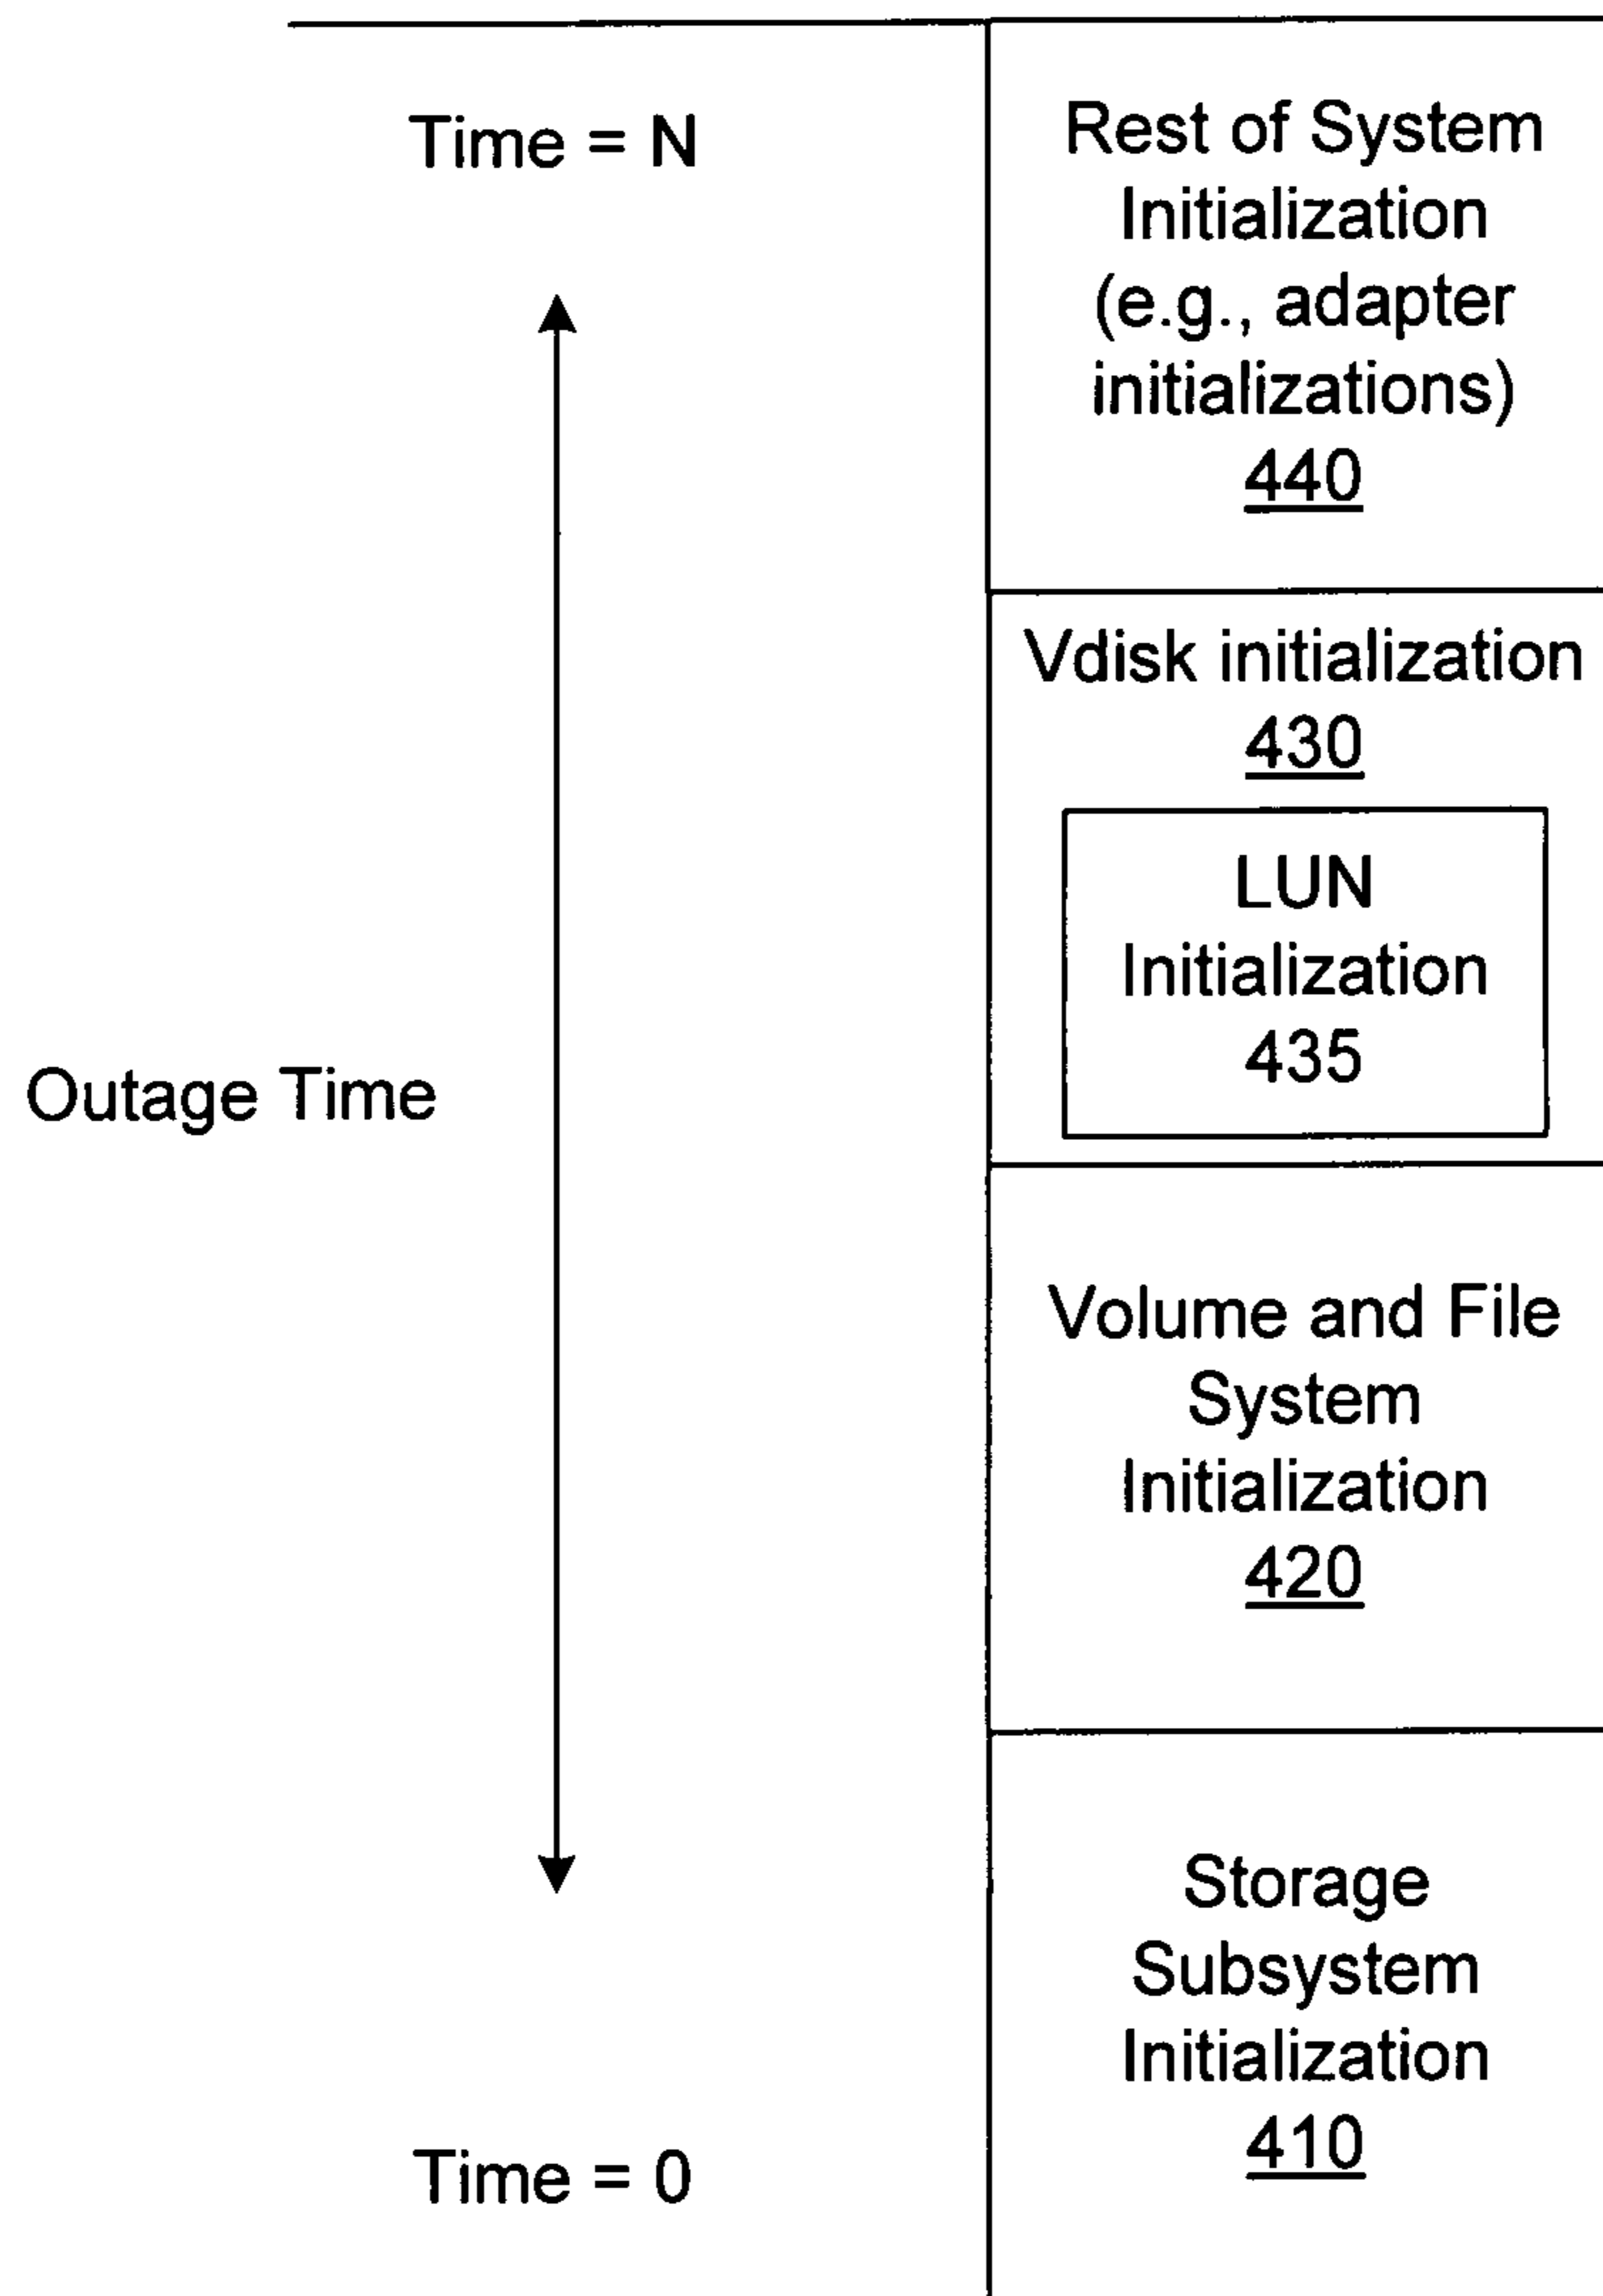 Time = N
Rest of System
Initialization
(e.g., adapter
initializations)
440
Vdisk initialization
430
LUN
Initialization
435
Outage Time
Volume and File
System
Initialization
420
Storage
Subsystem
Initialization
410
Time = 0